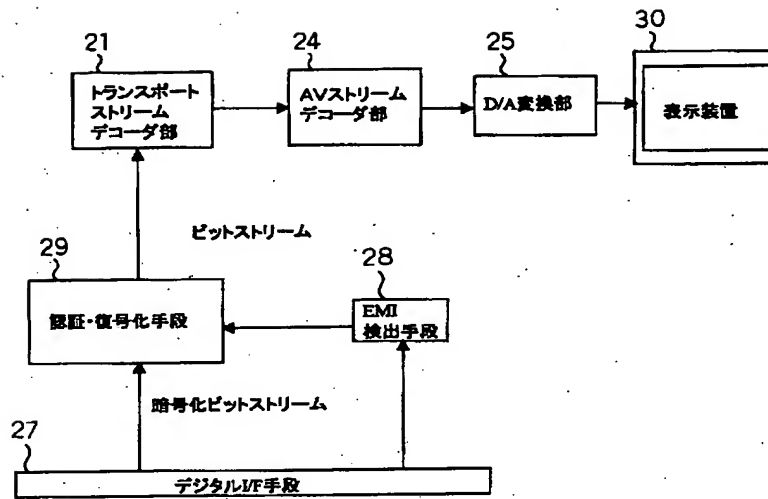 21
トランスポート
ストリーム
デコーダ部
24
AVストリーム
デコーダ部
25
D/A変換部
30
表示装置
ビットストリーム
29
認証・復号化手段
28
EMI
検出手段
暗号化ビットストリーム
27
デジタルI/F手段